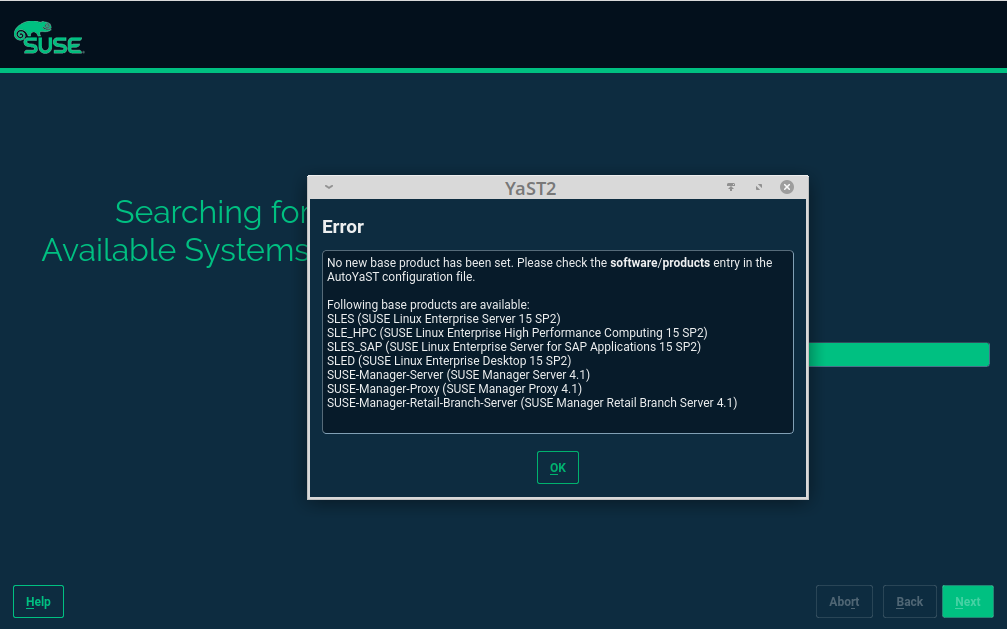 SUSE
YaST2
Searching for
Available Systems
Error
No new base product has been set. Please check the software/products entry in the
AutoYaST configuration file.
Following base products are available:
SLES (SUSE Linux Enterprise Server 15 SP2)
SLE_HPC (SUSE Linux Enterprise High Performance Computing 15 SP2)
SLES_SAP (SUSE Linux Enterprise Server for SAP Applications 15 SP2)
SLED (SUSE Linux Enterprise Desktop 15 SP2)
SUSE-Manager-Server (SUSE Manager Server 4.1)
SUSE-Manager-Proxy (SUSE Manager Proxy 4.1)
SUSE-Manager-Retail-Branch-Server (SUSE Manager Retail Branch Server 4.1)
OK
Help
Abort
Back
Next